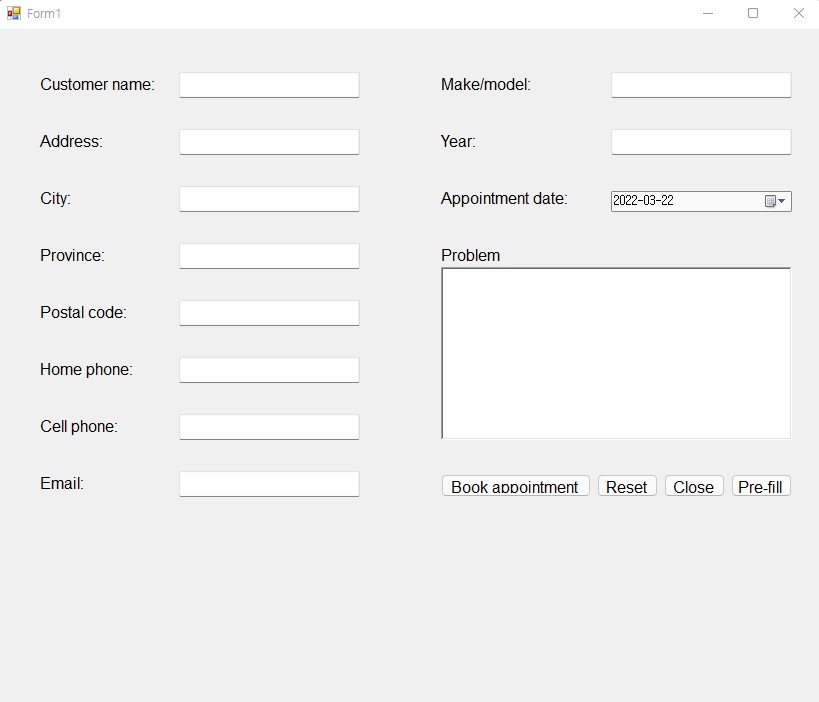 Form1
Customer name:
Address:
City:
Province:
Postal code:
Home phone:
Cell phone:
Email:
Make/model:
Year:
Appointment date: 2022-03-22
Problem
Book appointment Reset Close Pre-fill